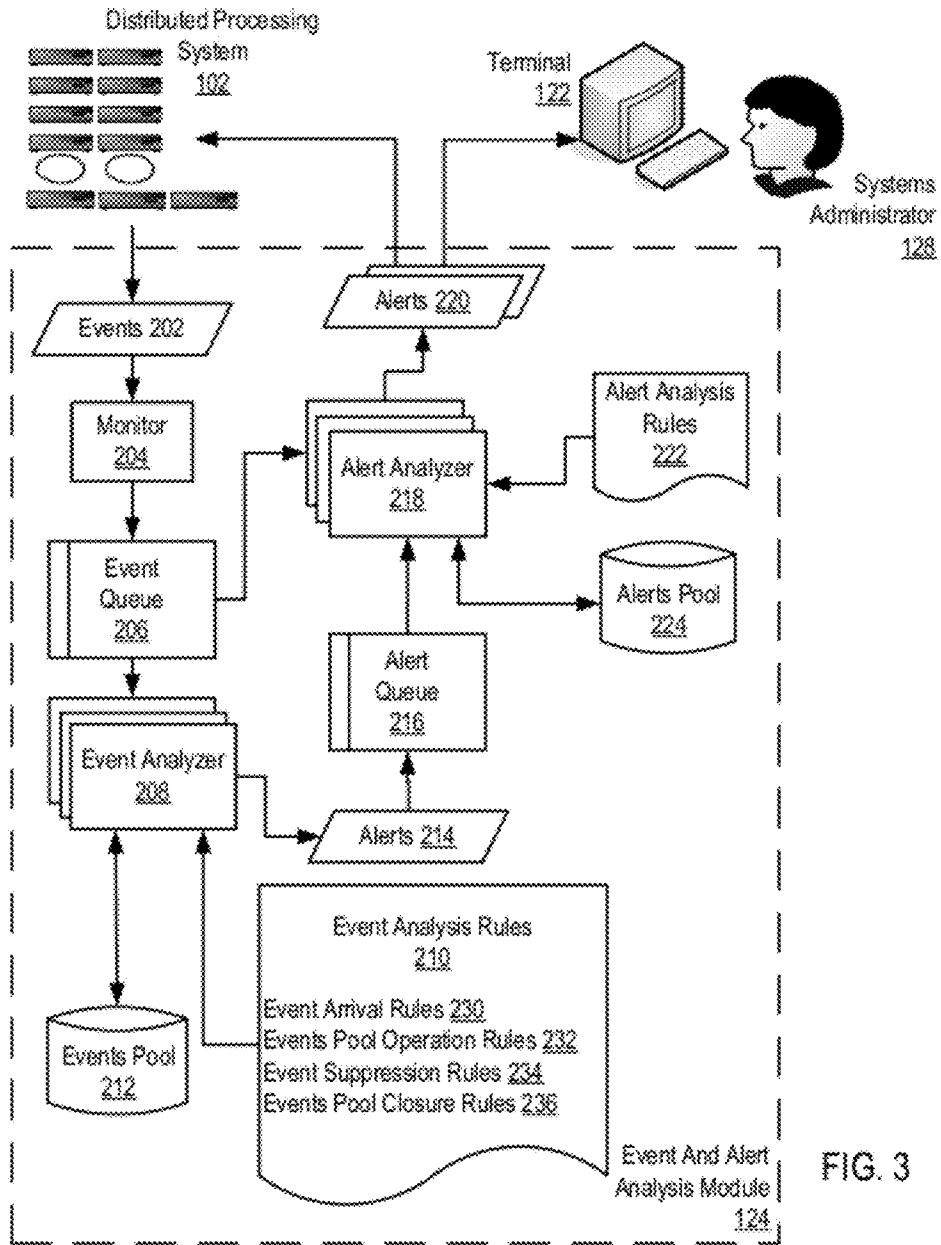 Distributed Processing
System
102
Terminal
122
Systems
Administrator
128
Events 202
Alerts 220
Monitor
204
Alert Analysis
Rules
222
Alert Analyzer
218
Event
Queue
206
Alerts Pool
224
Alert
Queue
216
Event Analyzer
208
Alerts 214
Event Analysis Rules
210
Event Arrival Rules 230
Events Pool Operation Rules 232
Event Suppression Rules 234
Events Pool Closure Rules 236
Events Pool
212
Event And Alert
Analysis Module
124
FIG. 3